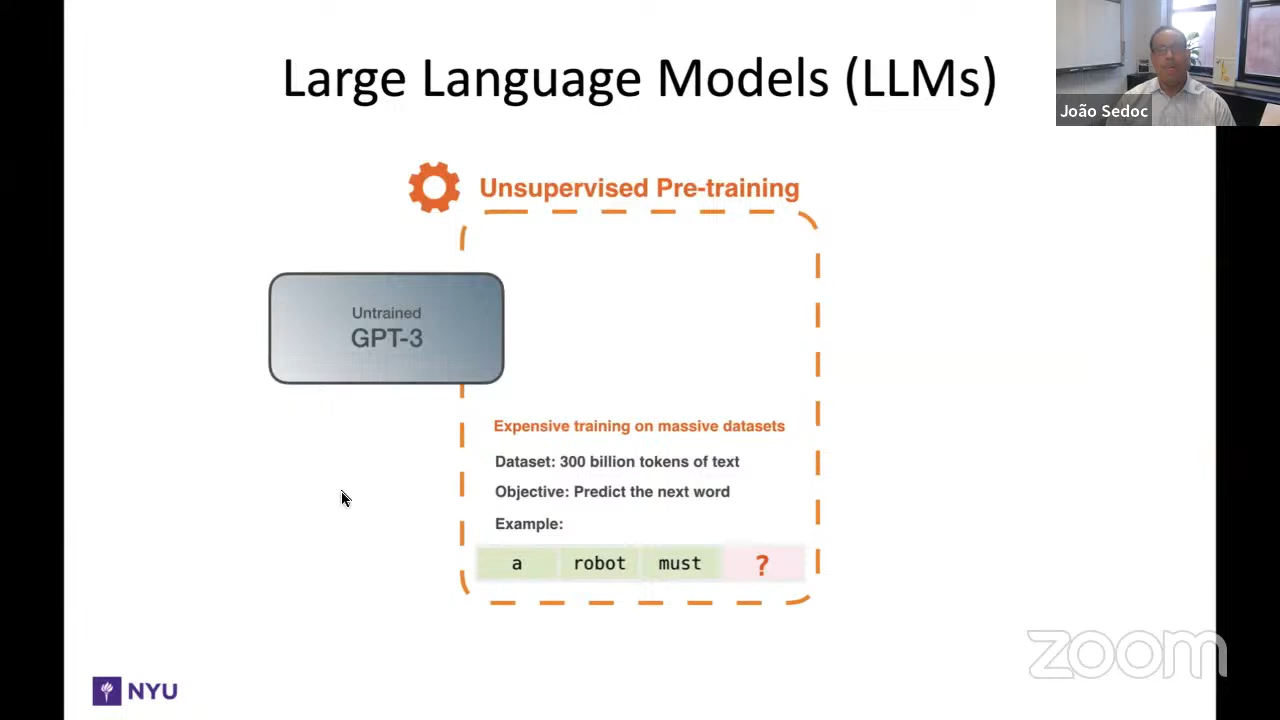 Large Language Models (LLMs)
João Sedoc
Unsupervised Pre-training
Untrained
GPT-3
Expensive training on massive datasets
Dataset: 300 billion tokens of text
Objective: Predict the next word
Example:
a robot must ?
zoom
NYU